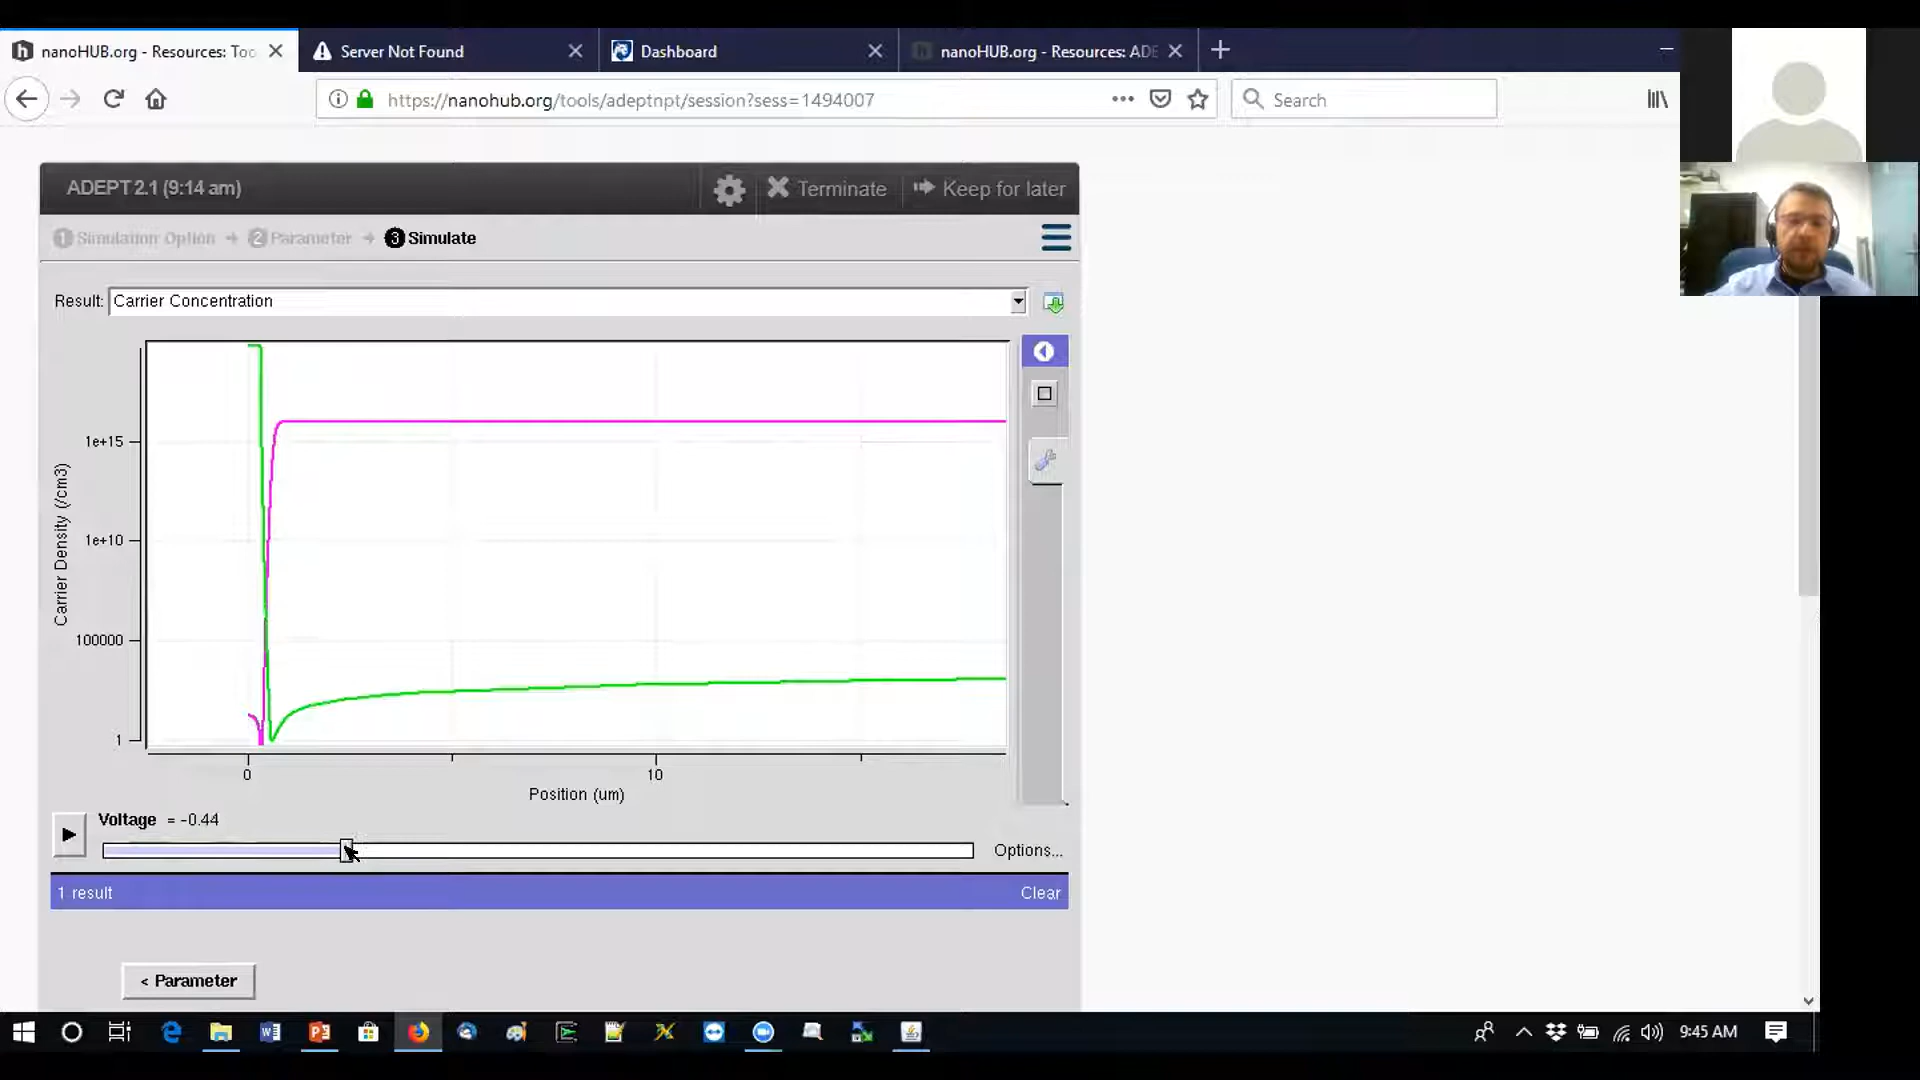 nanoHUB.org - Resources: Too
Server Not Found
Dashboard
nanoHUB.org - Resources: ADE
https://nanohub.org/tools/adeptnpt/session?sess=1494007
Search
ADEPT 2.1 (9:14 am)
Terminate
Keep for later
1 Simulation Option → 2 Parameter → 3 Simulate
Result: Carrier Concentration
Carrier Density (/cm3)
1e+15
1e+10
100000
1
0
10
Position (um)
Voltage = -0.44
Options...
1 result
Clear
< Parameter
9:45 AM